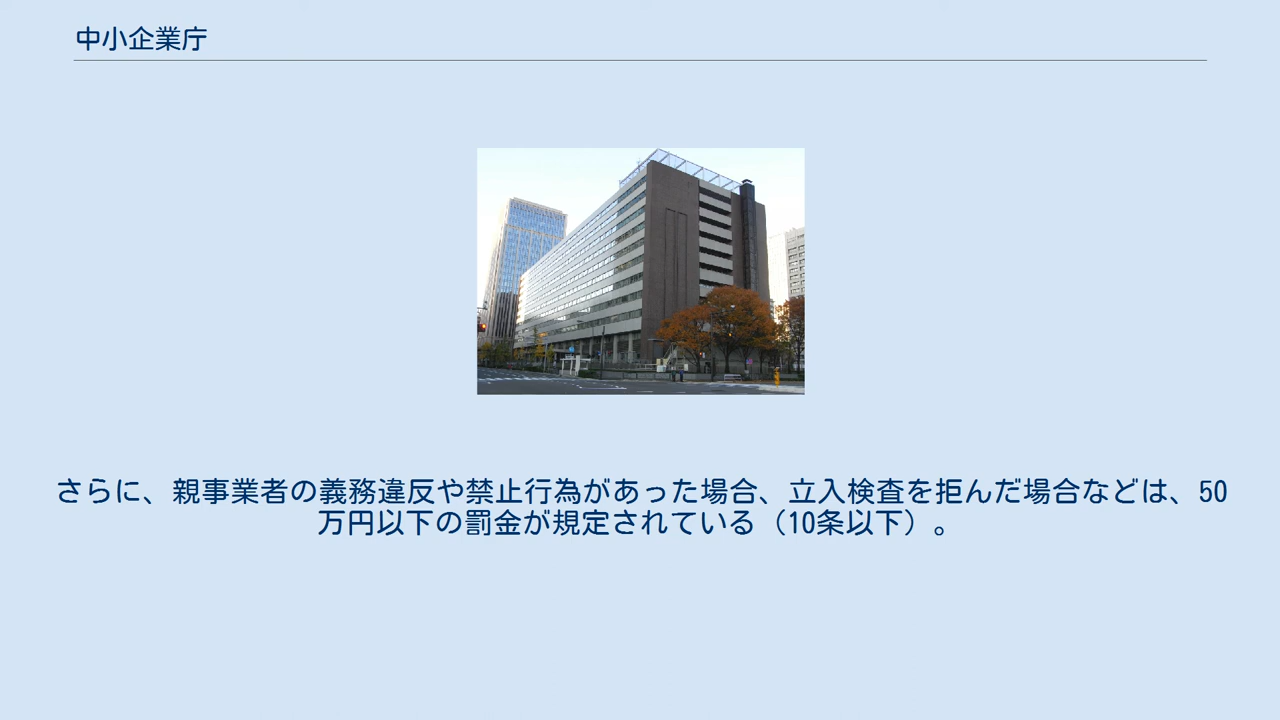 中小企業庁
さらに、親事業者の義務違反や禁止行為があった場合、立入検査を拒んだ場合などは、50
万円以下の罰金が規定されている（10条以下）。